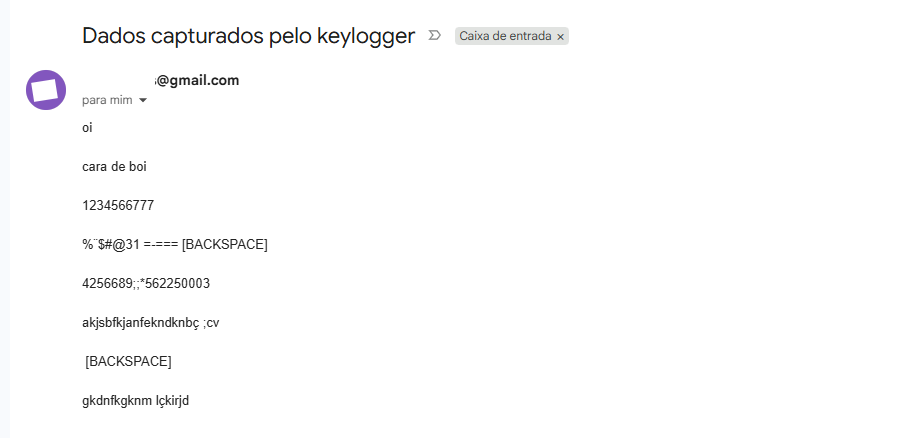 Dados capturados pelo keylogger
Caixa de entrada ×
s@gmail.com
para mim
oi
cara de boi
1234566777
%¨$#@31 =-=== [BACKSPACE]
4256689;;*562250003
akjsbfkjanfekndknbç ;cv
[BACKSPACE]
gkdnfkgknm lçkirjd